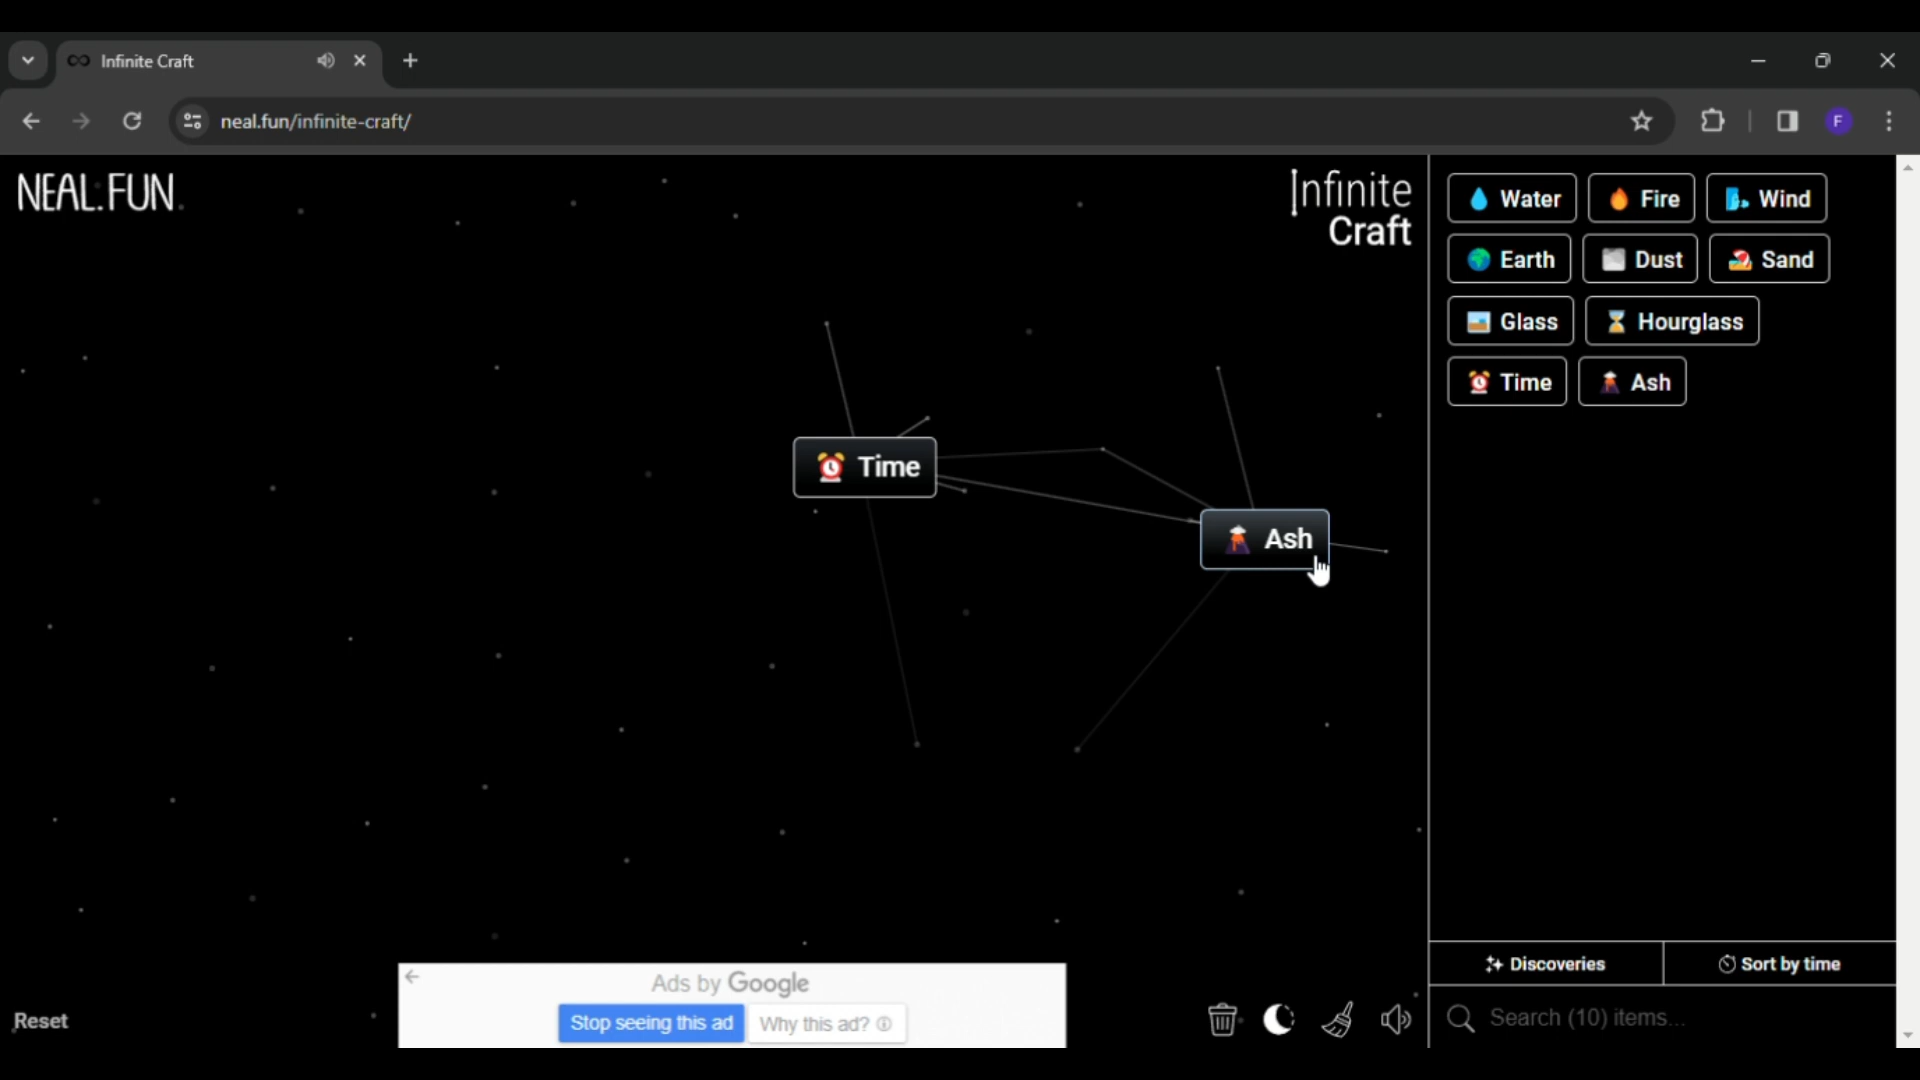 Infinite Craft
neal.fun/infinite-craft/
F
NEAL.FUN
Infinite
Craft
Water
Fire
Wind
Earth
Dust
Sand
Glass
Hourglass
Time
Ash
Time
Ash
Discoveries
Sort by time
Ads by Google
Stop seeing this ad
Why this ad?
Reset
Search (10) items...